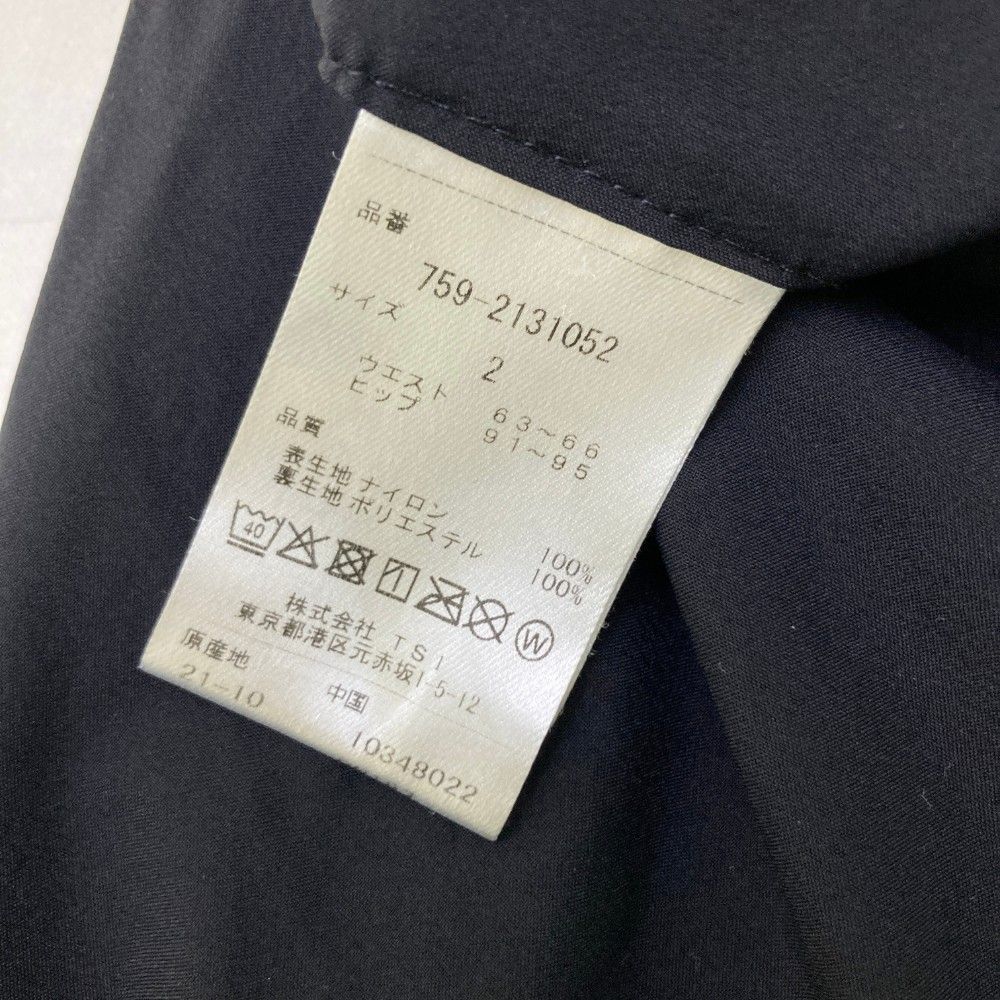 品番
759-2131052
サイズ
2
ウエスト 63~66
ヒップ 91~95
品質
表生地 ナイロン 100%
裏生地 ポリエステル 100%
40
W
株式会社 TSI
東京都港区元赤坂1-5-12
原産地 中国
21-10 10348022